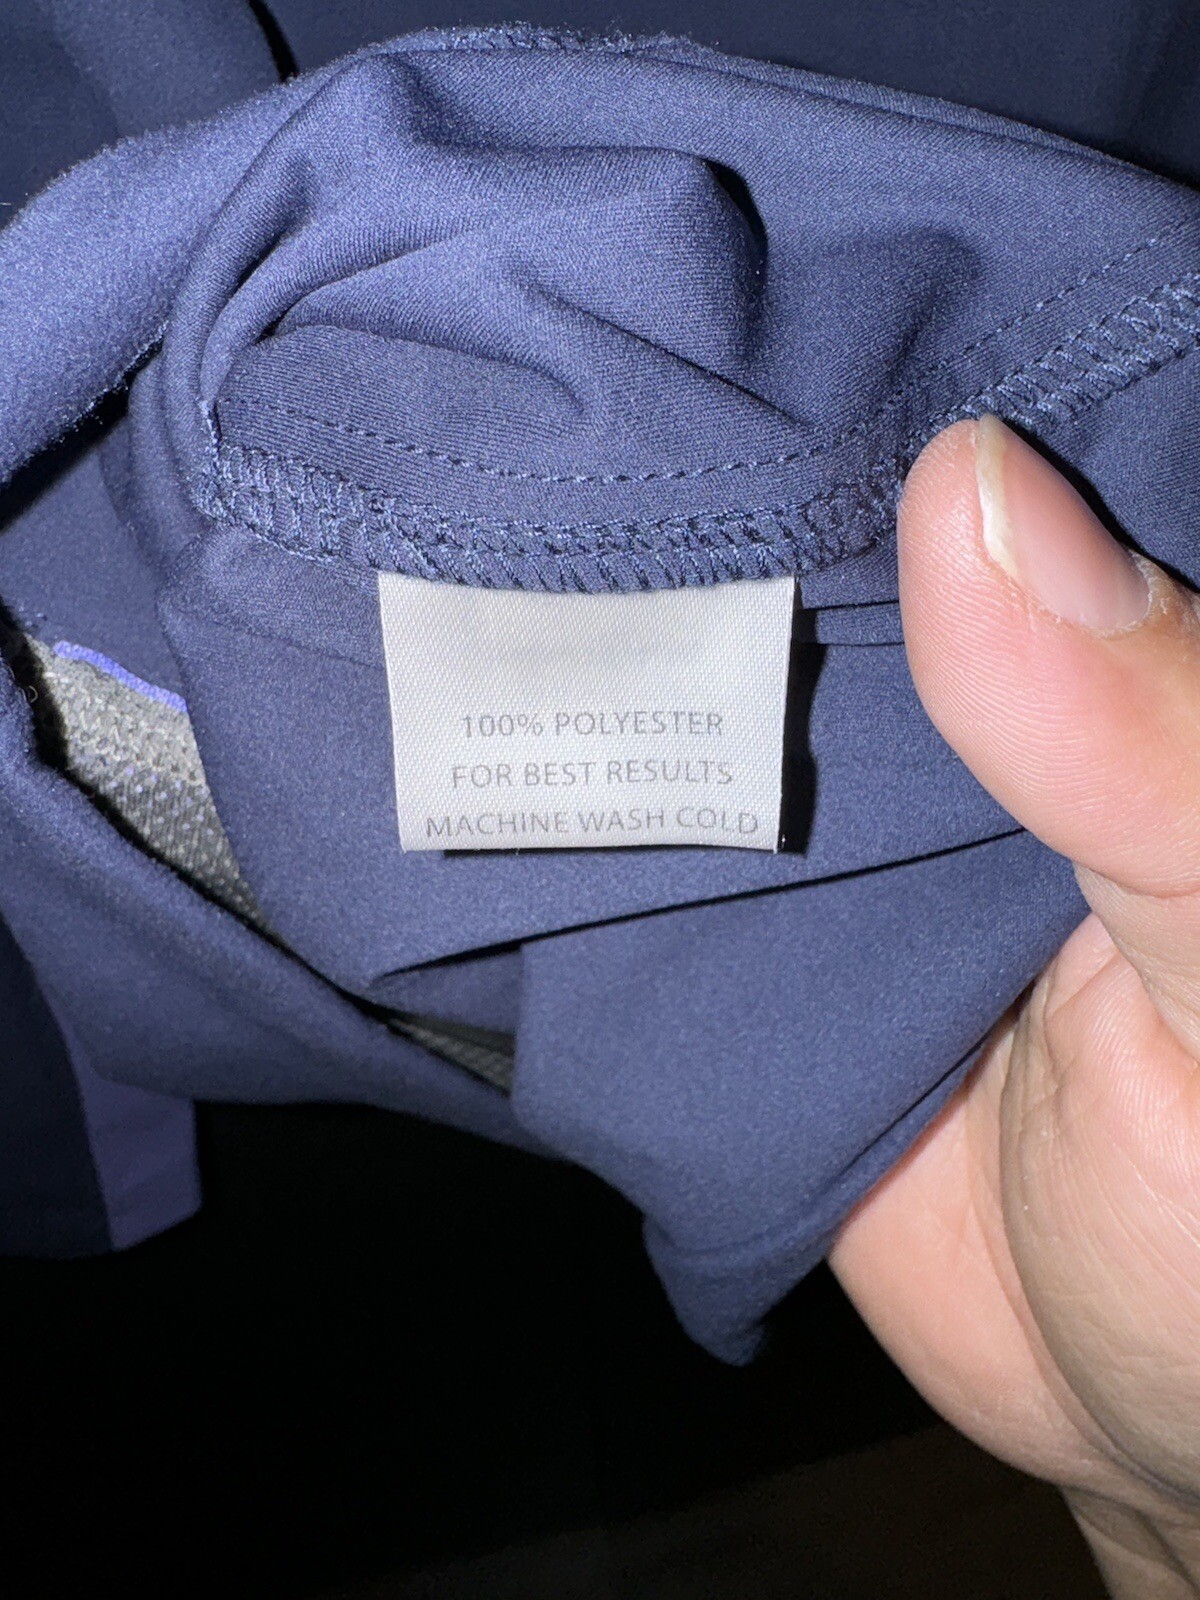 100% POLYESTER
FOR BEST RESULTS
MACHINE WASH COLD